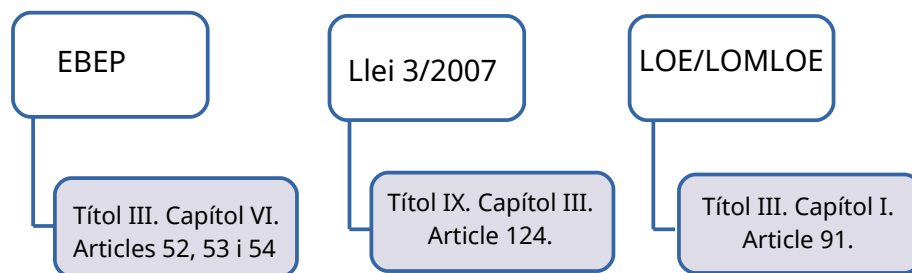 EBEP
Llei 3/2007
LOE/LOMLOE
Títol III. Capítol VI.
Articles 52, 53 i 54
Títol IX. Capítol III.
Article 124.
Títol III. Capítol I.
Article 91.